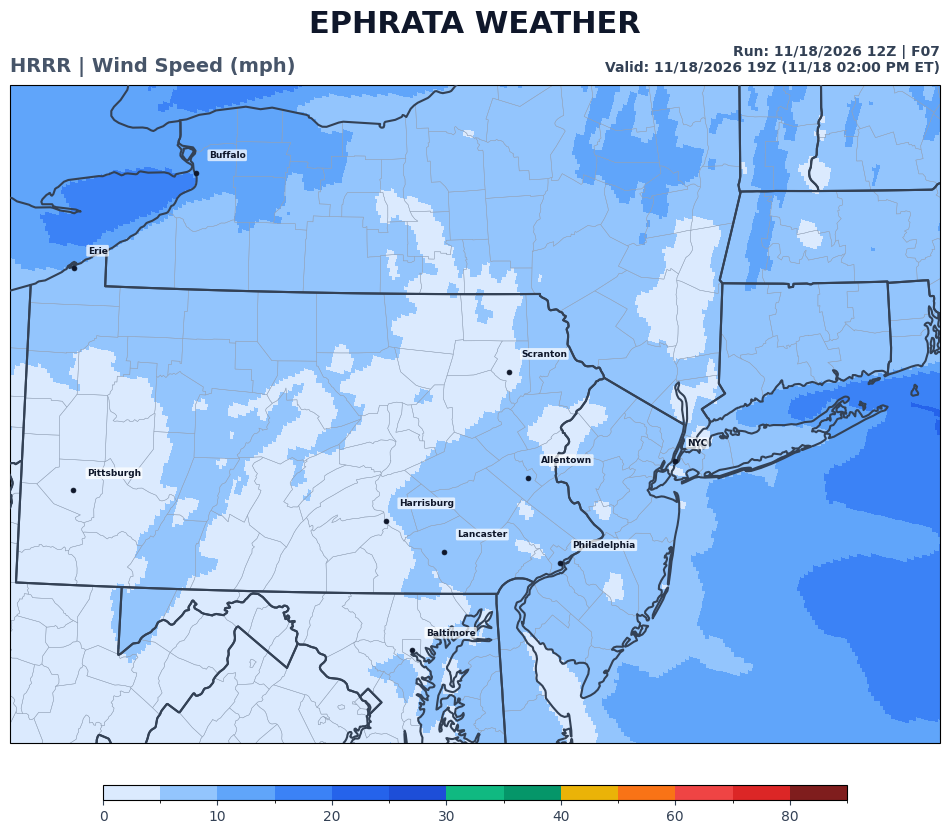 EPHRATA WEATHER
HRRR | Wind Speed (mph)
Run: 11/18/2026 12Z | F07
Valid: 11/18/2026 19Z (11/18 02:00 PM ET)
Buffalo
Erie
Scranton
NYC
Allentown
Pittsburgh
Harrisburg
Lancaster
Philadelphia
Baltimore
0 10 20 30 40 50 60 70 80